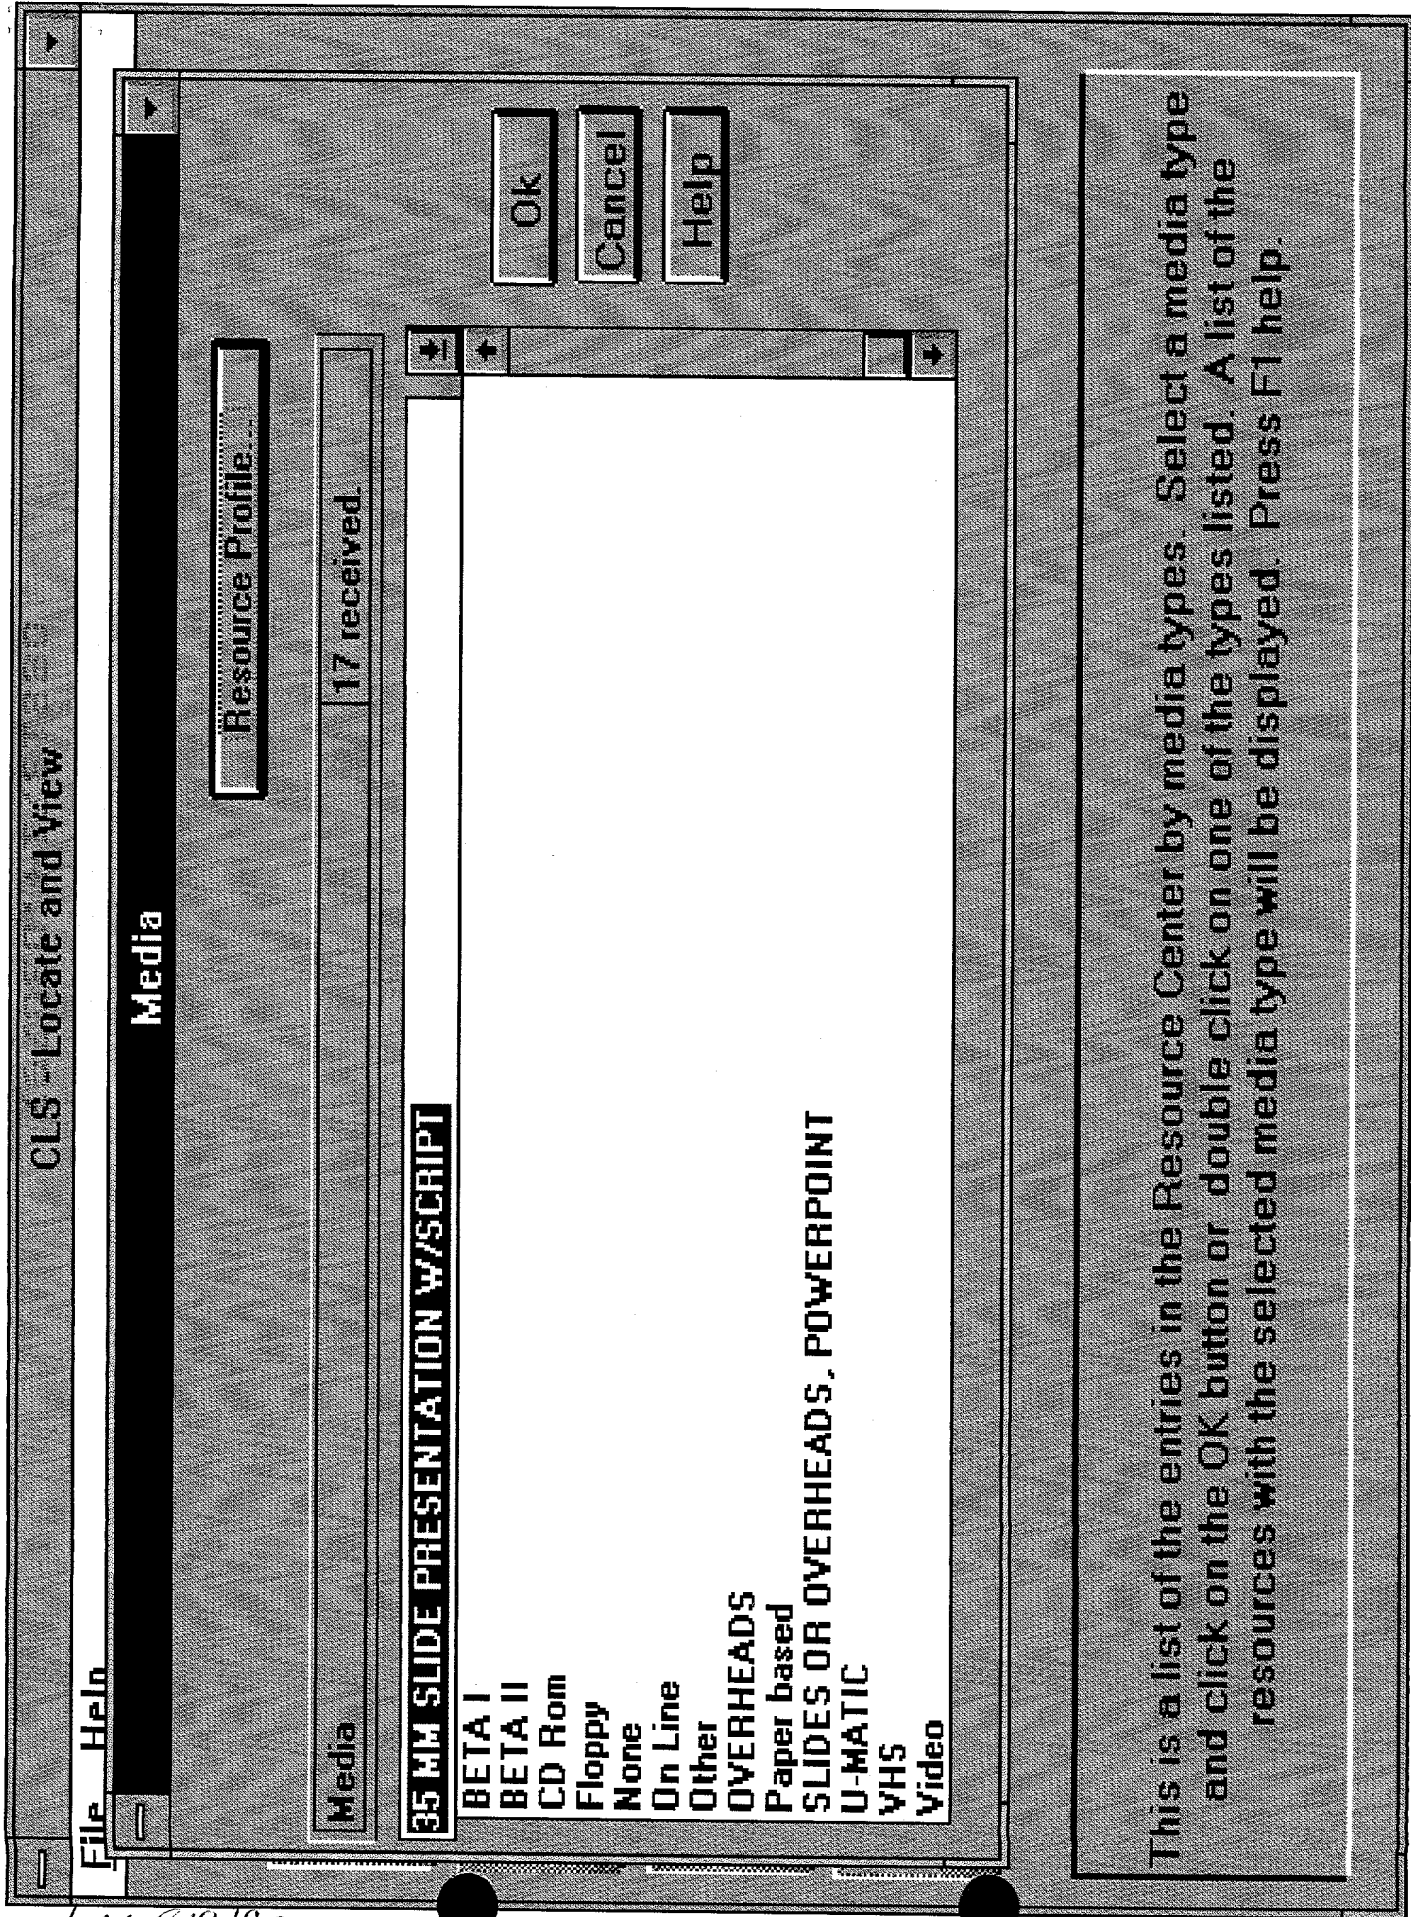 CLS - Locate and View
File Help
Media
Resource Profile....
Media 17 received.
35 MM SLIDE PRESENTATION W/SCRIPT
BETA I
BETA II
CD Rom
Floppy
None
On Line
Other
OVERHEADS
Paper based
SLIDES OR OVERHEADS, POWERPOINT
U-MATIC
VHS
Video
Ok
Cancel
Help
This is a list of the entries in the Resource Center by media types. Select a media type
and click on the OK button or double click on one of the types listed. A list of the
resources with the selected media type will be displayed. Press F1 help.